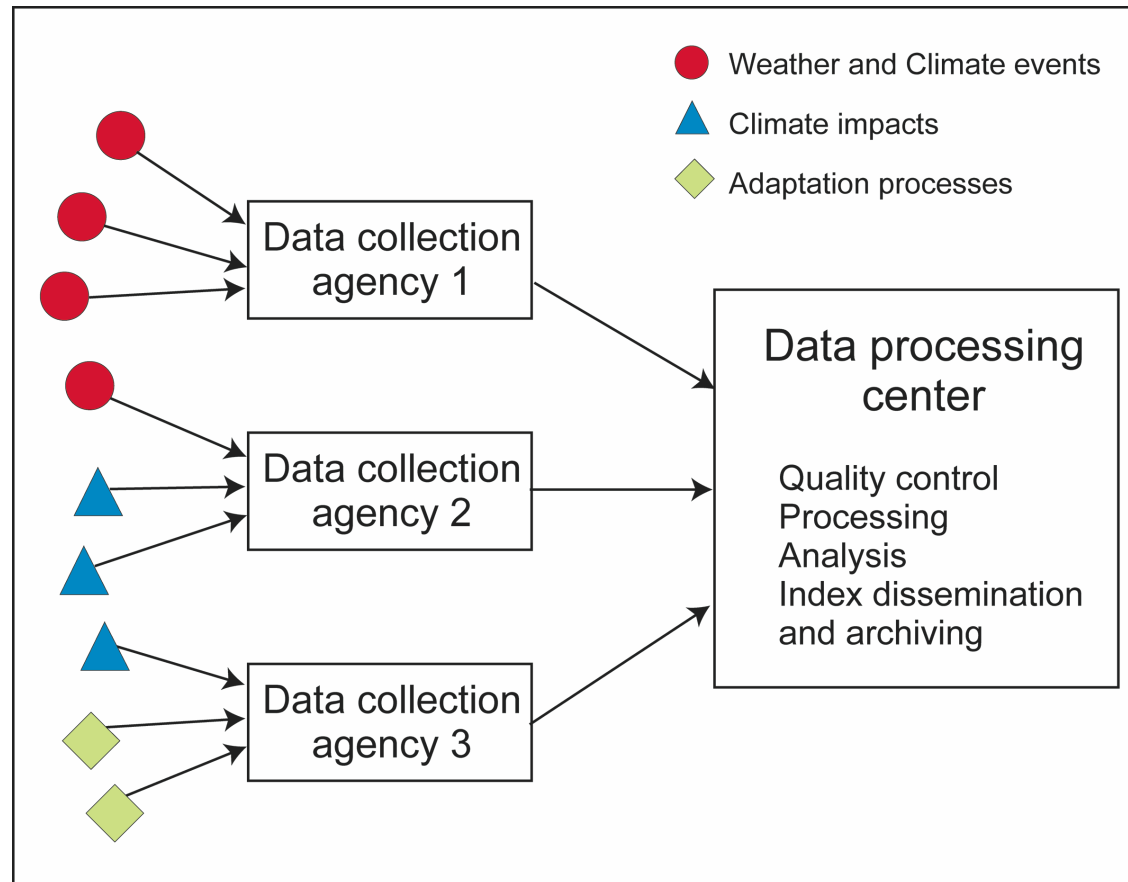 Weather and Climate events
Climate impacts
Adaptation processes
Data collection
agency 1
Data collection
agency 2
Data collection
agency 3
Data processing
center
Quality control
Processing
Analysis
Index dissemination
and archiving